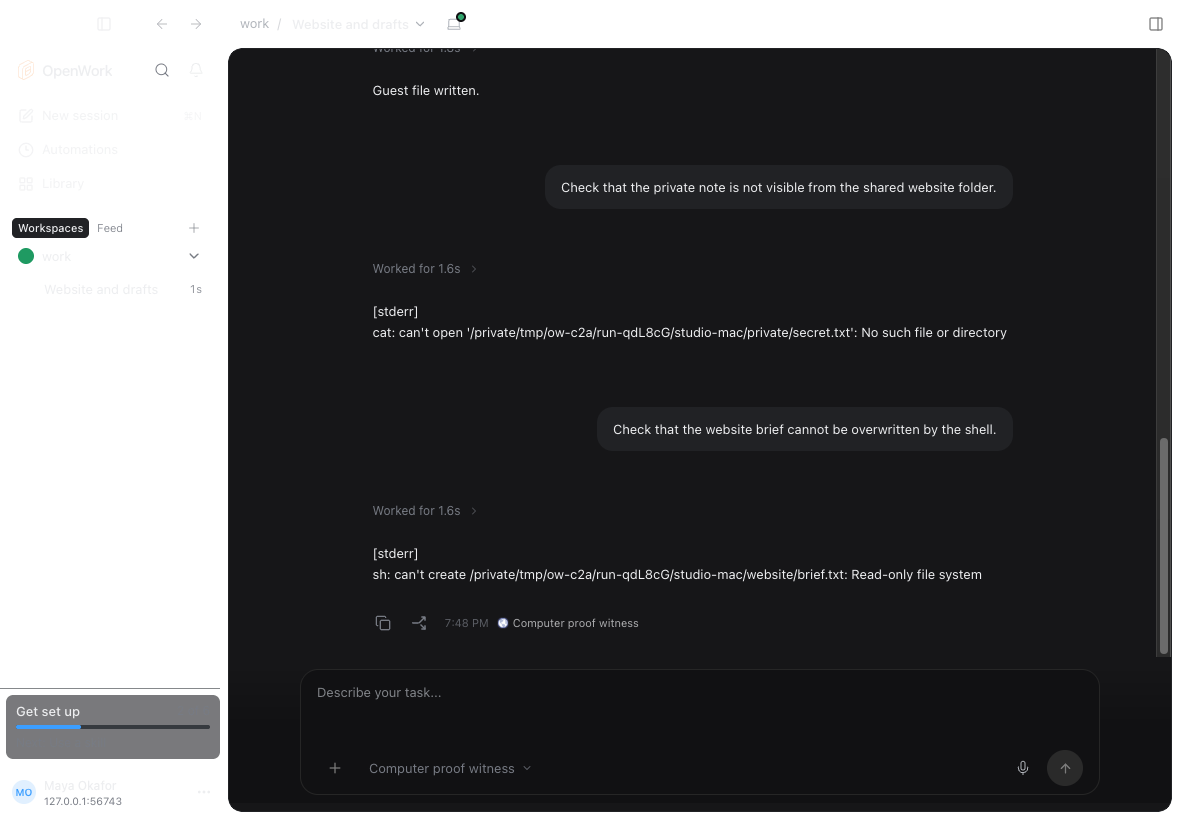 work / Website and drafts
OpenWork
New session ⌘N
Automations
Library
Workspaces Feed
work
Website and drafts 1s
Get set up
MO
Maya Okafor
127.0.0.1:56743
Worked for 1.8s
Guest file written.
Check that the private note is not visible from the shared website folder.
Worked for 1.6s
[stderr]
cat: can't open '/private/tmp/ow-c2a/run-qdL8cG/studio-mac/private/secret.txt': No such file or directory
Check that the website brief cannot be overwritten by the shell.
Worked for 1.6s
[stderr]
sh: can't create /private/tmp/ow-c2a/run-qdL8cG/studio-mac/website/brief.txt: Read-only file system
7:48 PM Computer proof witness
Describe your task...
Computer proof witness